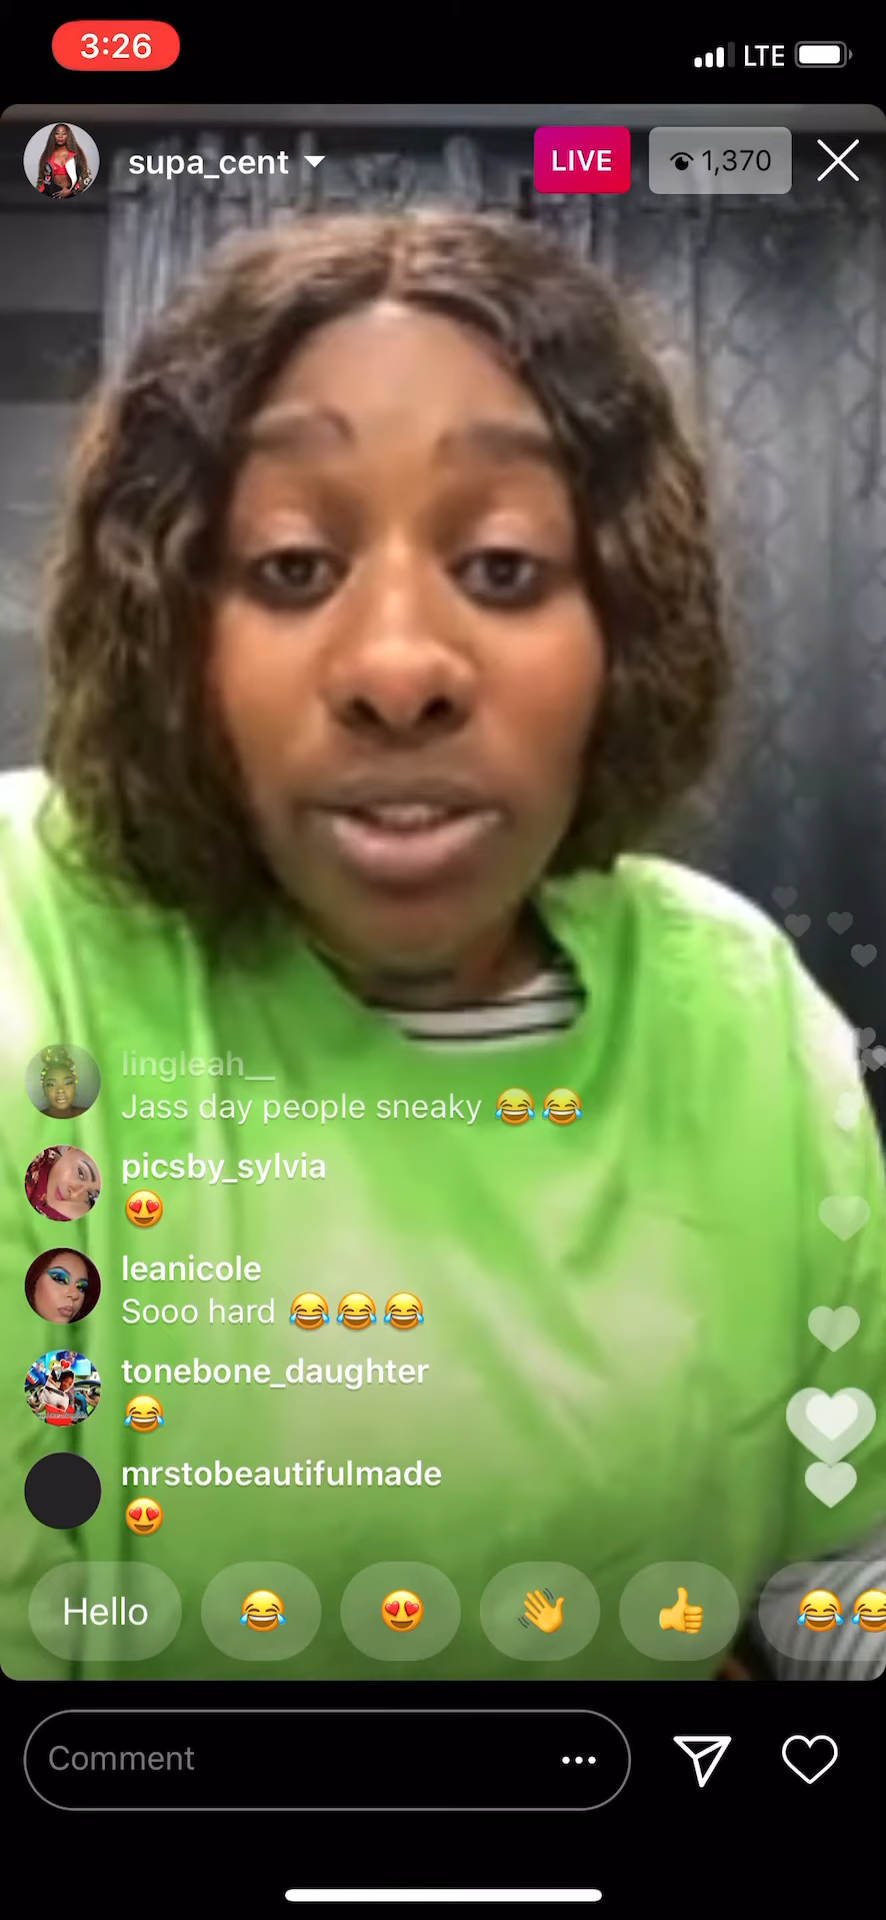 3:26
LTE
supa_cent
LIVE
1,370
lingleah__
Jass day people sneaky 😂😂
picsby_sylvia
😍
leanicole
Sooo hard 😂😂😂
tonebone_daughter
😂
mrstobeautifulmade
😍
Hello 😂 😍 👋 👍 😂😂
Comment